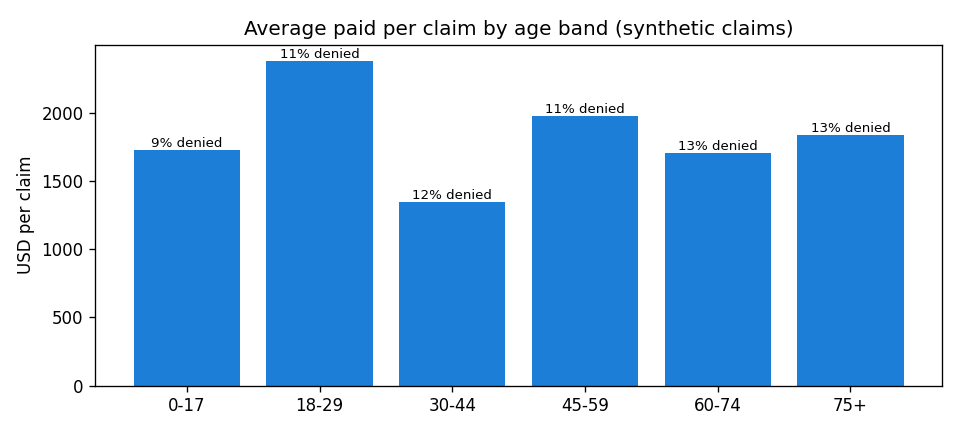 Average paid per claim by age band (synthetic claims)
USD per claim
2000
1500
1000
500
0
9% denied
11% denied
12% denied
11% denied
13% denied
13% denied
0-17
18-29
30-44
45-59
60-74
75+